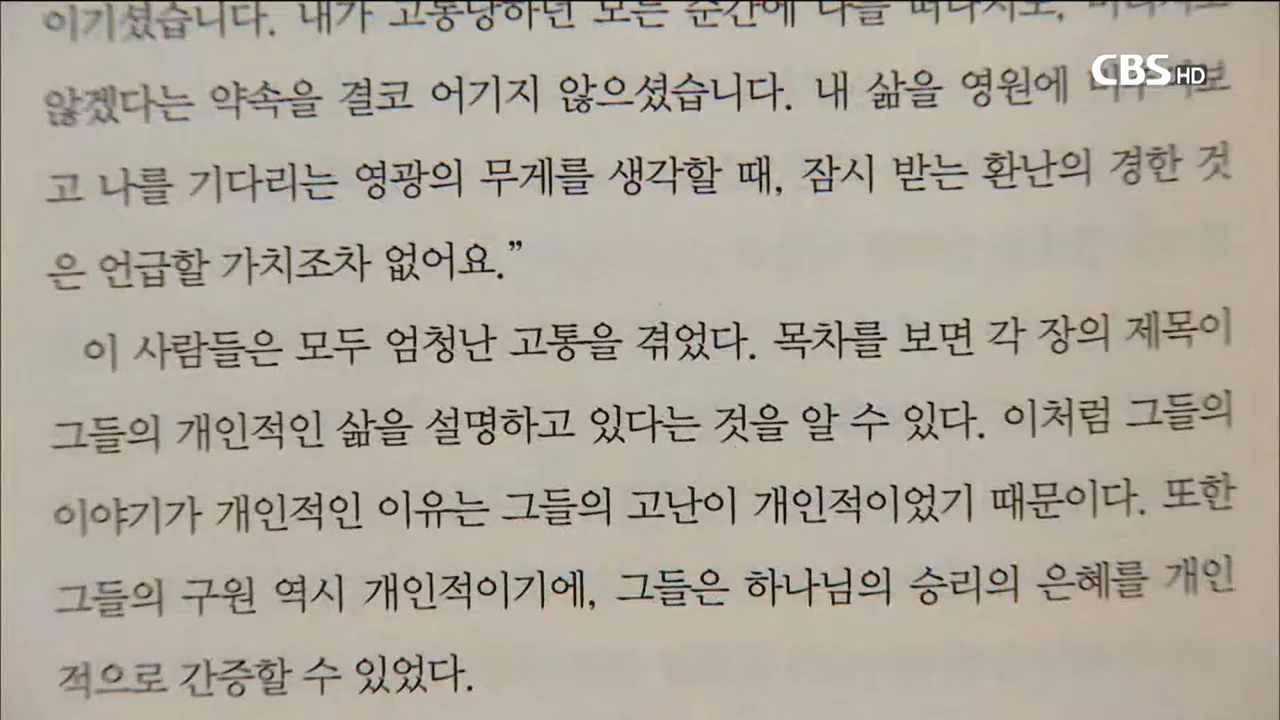 이기셨습니다. 내가 고통당하던 모든 순간에 나를 떠나지도,
CBS HD
않겠다는 약속을 결코 어기지 않으셨습니다. 내 삶을 영원에
고 나를 기다리는 영광의 무게를 생각할 때, 잠시 받는 환난의 경한 것
은 언급할 가치조차 없어요.”
이 사람들은 모두 엄청난 고통을 겪었다. 목차를 보면 각 장의 제목이
그들의 개인적인 삶을 설명하고 있다는 것을 알 수 있다. 이처럼 그들의
이야기가 개인적인 이유는 그들의 고난이 개인적이었기 때문이다. 또한
그들의 구원 역시 개인적이기에, 그들은 하나님의 승리의 은혜를 개인
적으로 간증할 수 있었다.